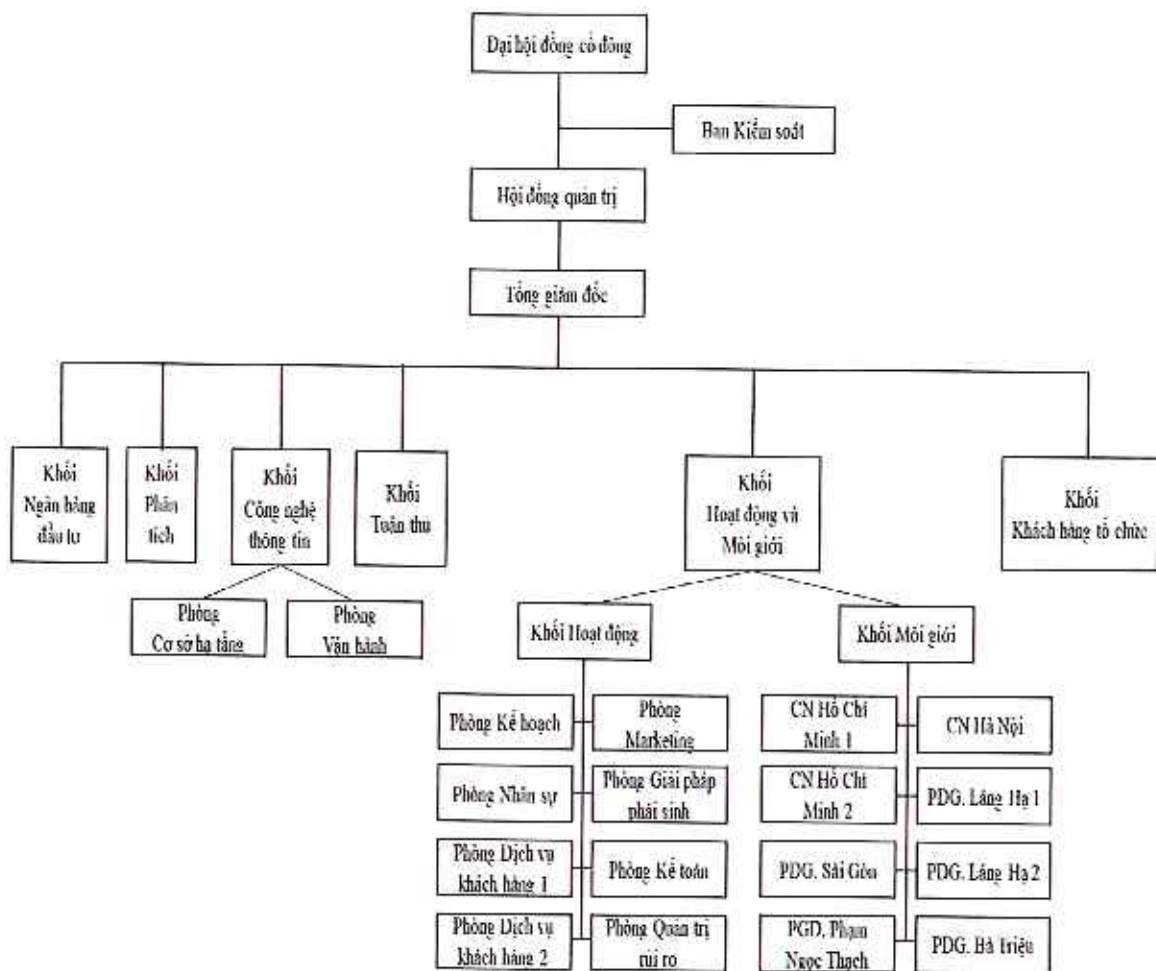 Đại hội đồng cổ đông
Ban Kiểm soát
Hội đồng quản trị
Tổng giám đốc
Khối
Ngân hàng
đầu tư
Khối
Phân
tích
Khối
Công nghệ
thông tin
Khối
Tuân thủ
Khối
Hoạt động và
Môi giới
Khối
Khách hàng tổ chức
Phòng
Cơ sở hạ tầng
Phòng
Vận hành
Khối Hoạt động
Khối Môi giới
Phòng Kế hoạch
Phòng
Marketing
Phòng Nhân sự
Phòng Giải pháp
phái sinh
Phòng Dịch vụ
khách hàng 1
Phòng Kế toán
Phòng Dịch vụ
khách hàng 2
Phòng Quản trị
rủi ro
CN Hồ Chí
Minh 1
CN Hà Nội
CN Hồ Chí
Minh 2
PDG. Láng Hạ 1
PDG. Sài Gòn
PDG. Láng Hạ 2
PGD. Phạm
Ngọc Thạch
PDG. Bà Triệu